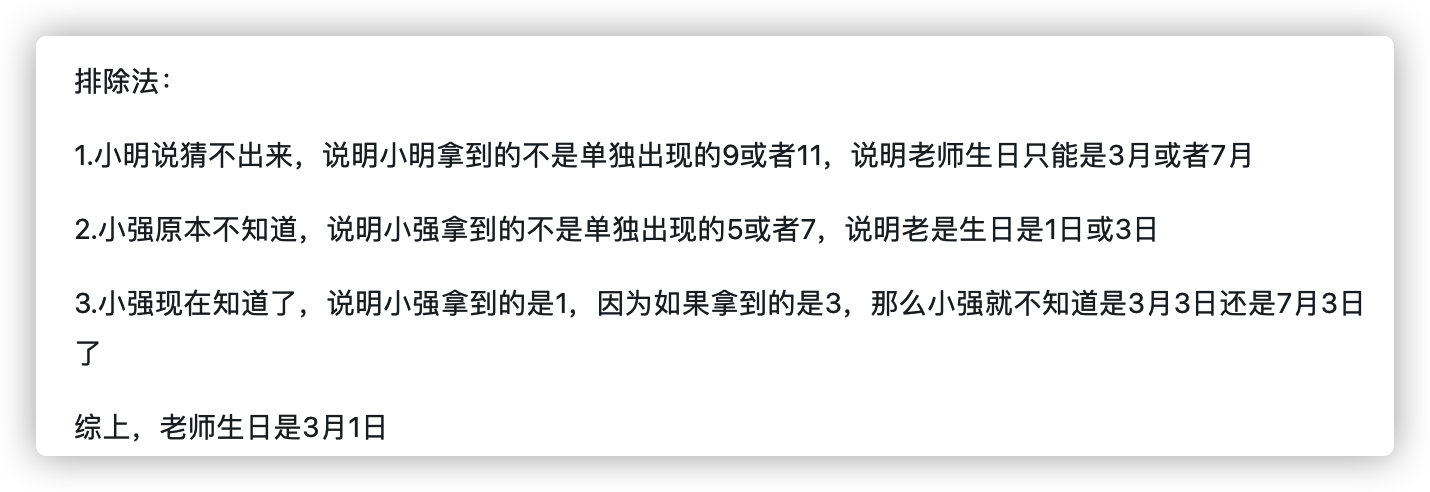 排除法：
1.小明说猜不出来，说明小明拿到的不是单独出现的9或者11，说明老师生日只能是3月或者7月
2.小强原本不知道，说明小强拿到的不是单独出现的5或者7，说明老是生日是1日或3日
3.小强现在知道了，说明小强拿到的是1，因为如果拿到的是3，那么小强就不知道是3月3日还是7月3日
了
综上，老师生日是3月1日